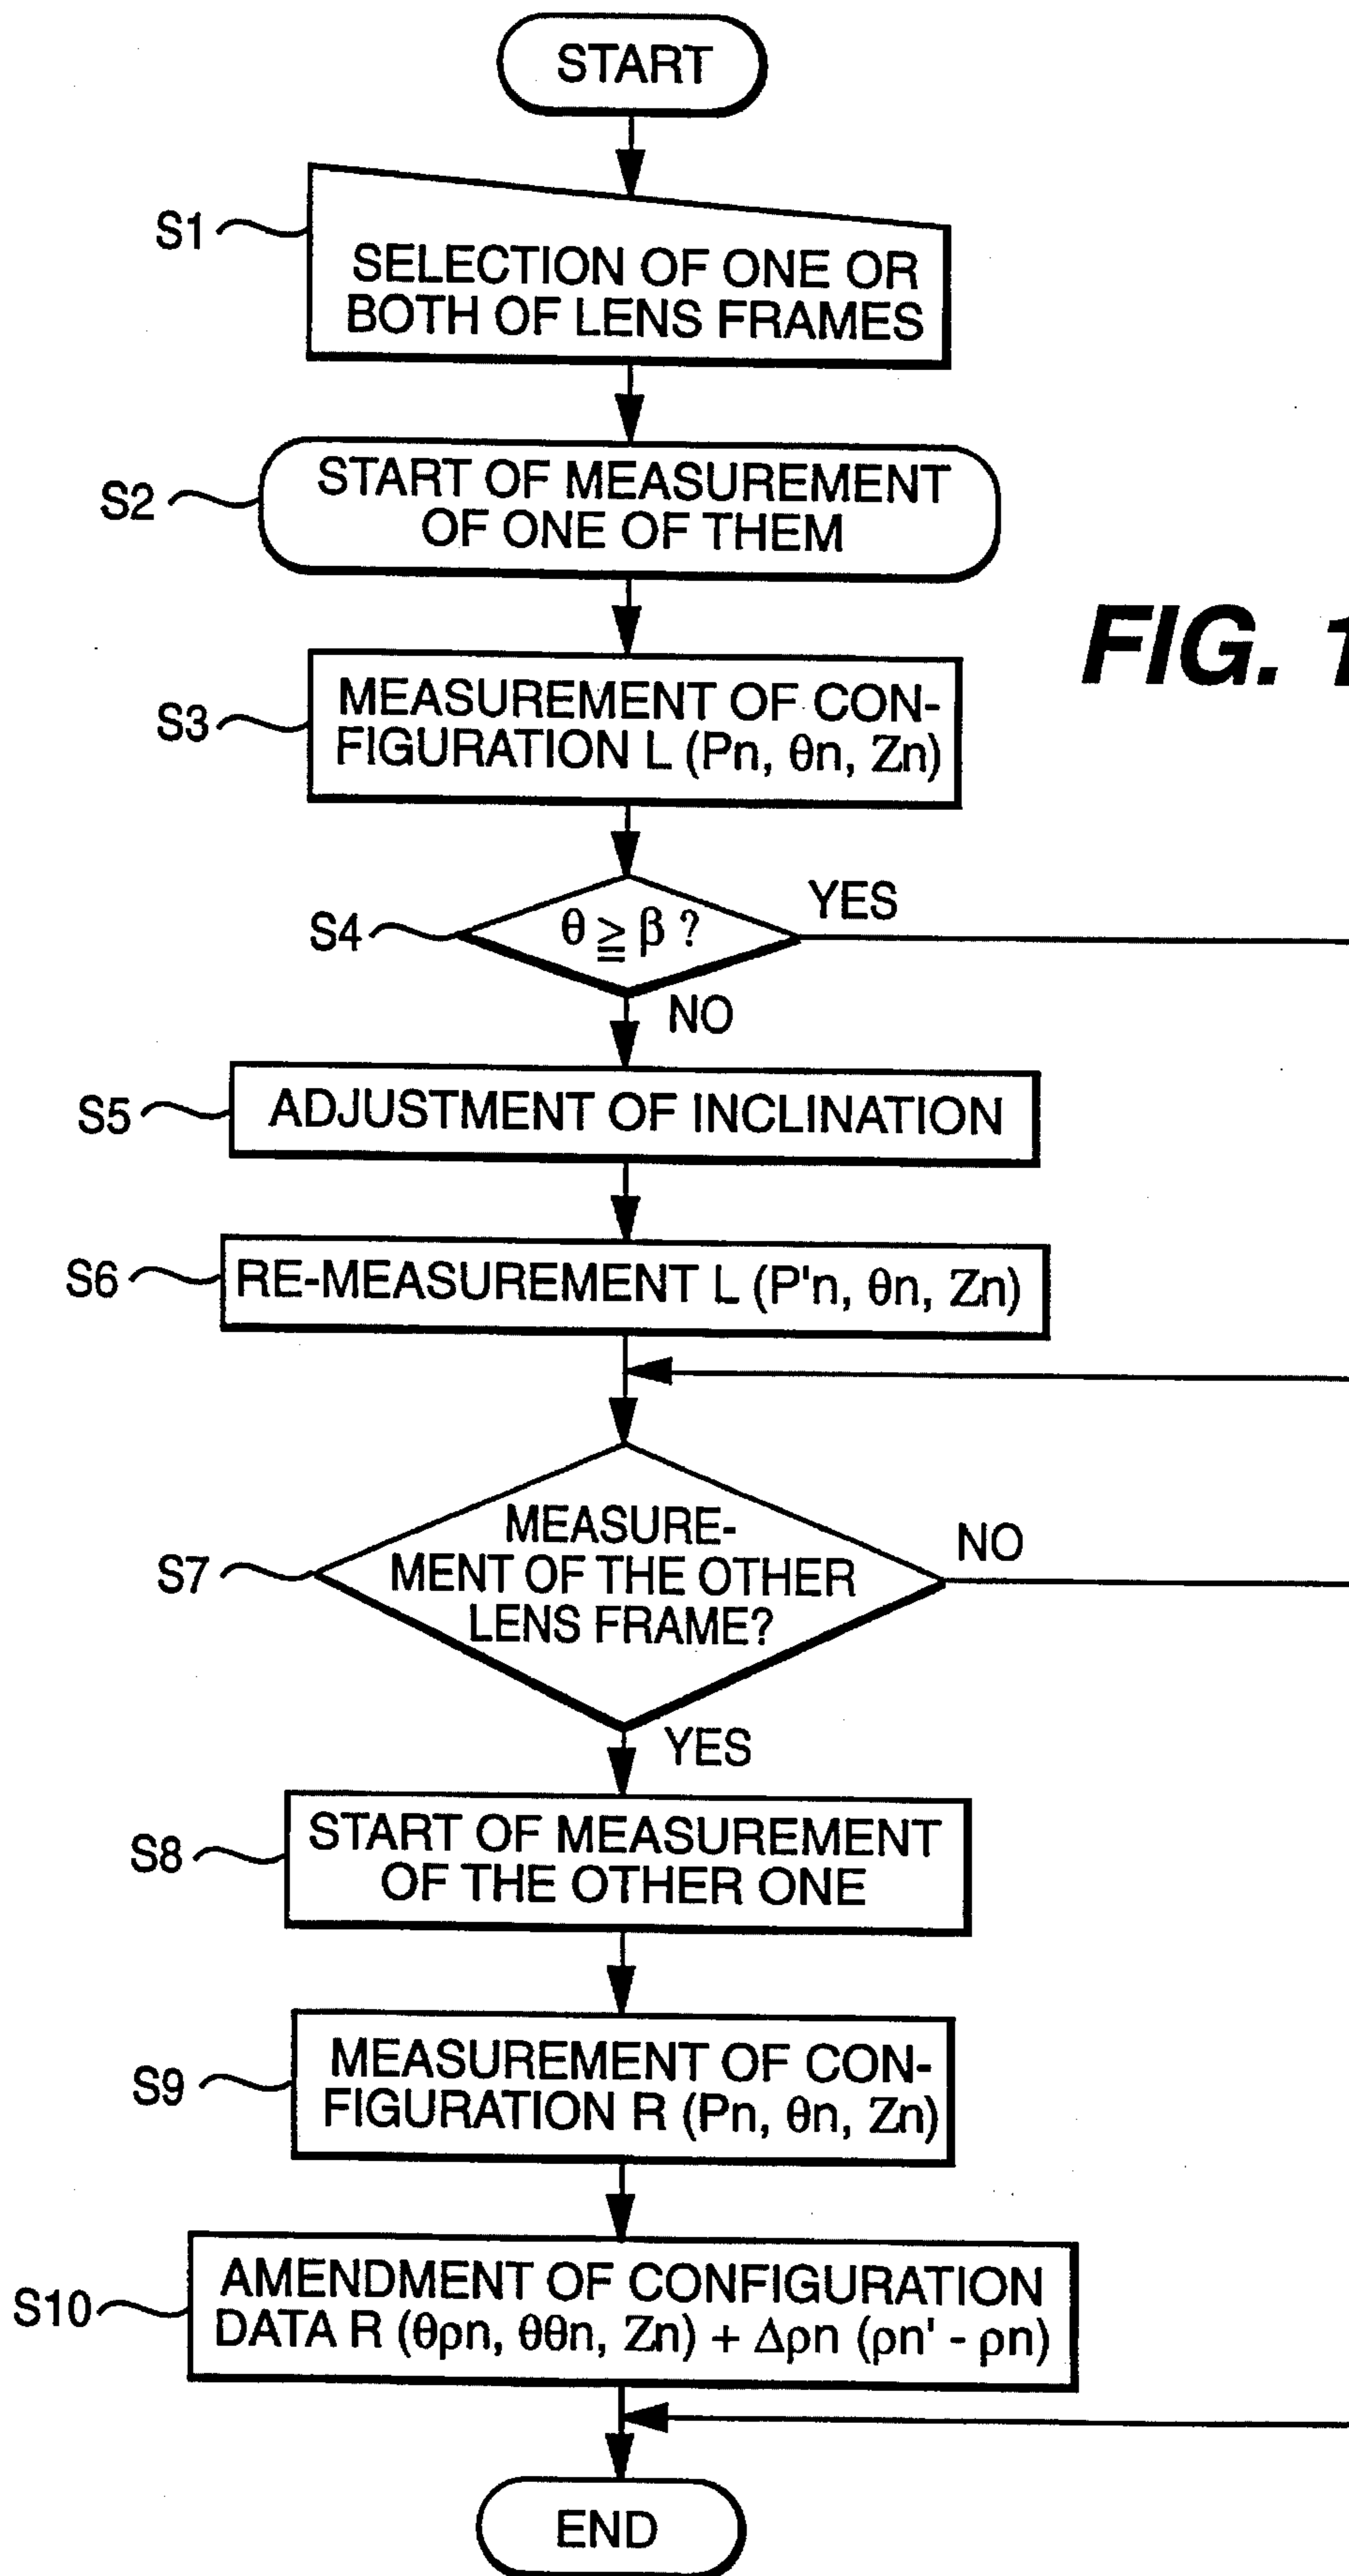 START
S1
SELECTION OF ONE OR
BOTH OF LENS FRAMES
S2
START OF MEASUREMENT
OF ONE OF THEM
FIG. 1
S3
MEASUREMENT OF CON-
FIGURATION L (Pn, θn, Zn)
S4
θ ≧ β ?
YES
NO
S5
ADJUSTMENT OF INCLINATION
S6
RE-MEASUREMENT L (P'n, θn, Zn)
S7
MEASURE-
MENT OF THE OTHER
LENS FRAME?
NO
YES
S8
START OF MEASUREMENT
OF THE OTHER ONE
S9
MEASUREMENT OF CON-
FIGURATION R (Pn, θn, Zn)
S10
AMENDMENT OF CONFIGURATION
DATA R (θρn, θθn, Zn) + Δρn (ρn' - ρn)
END